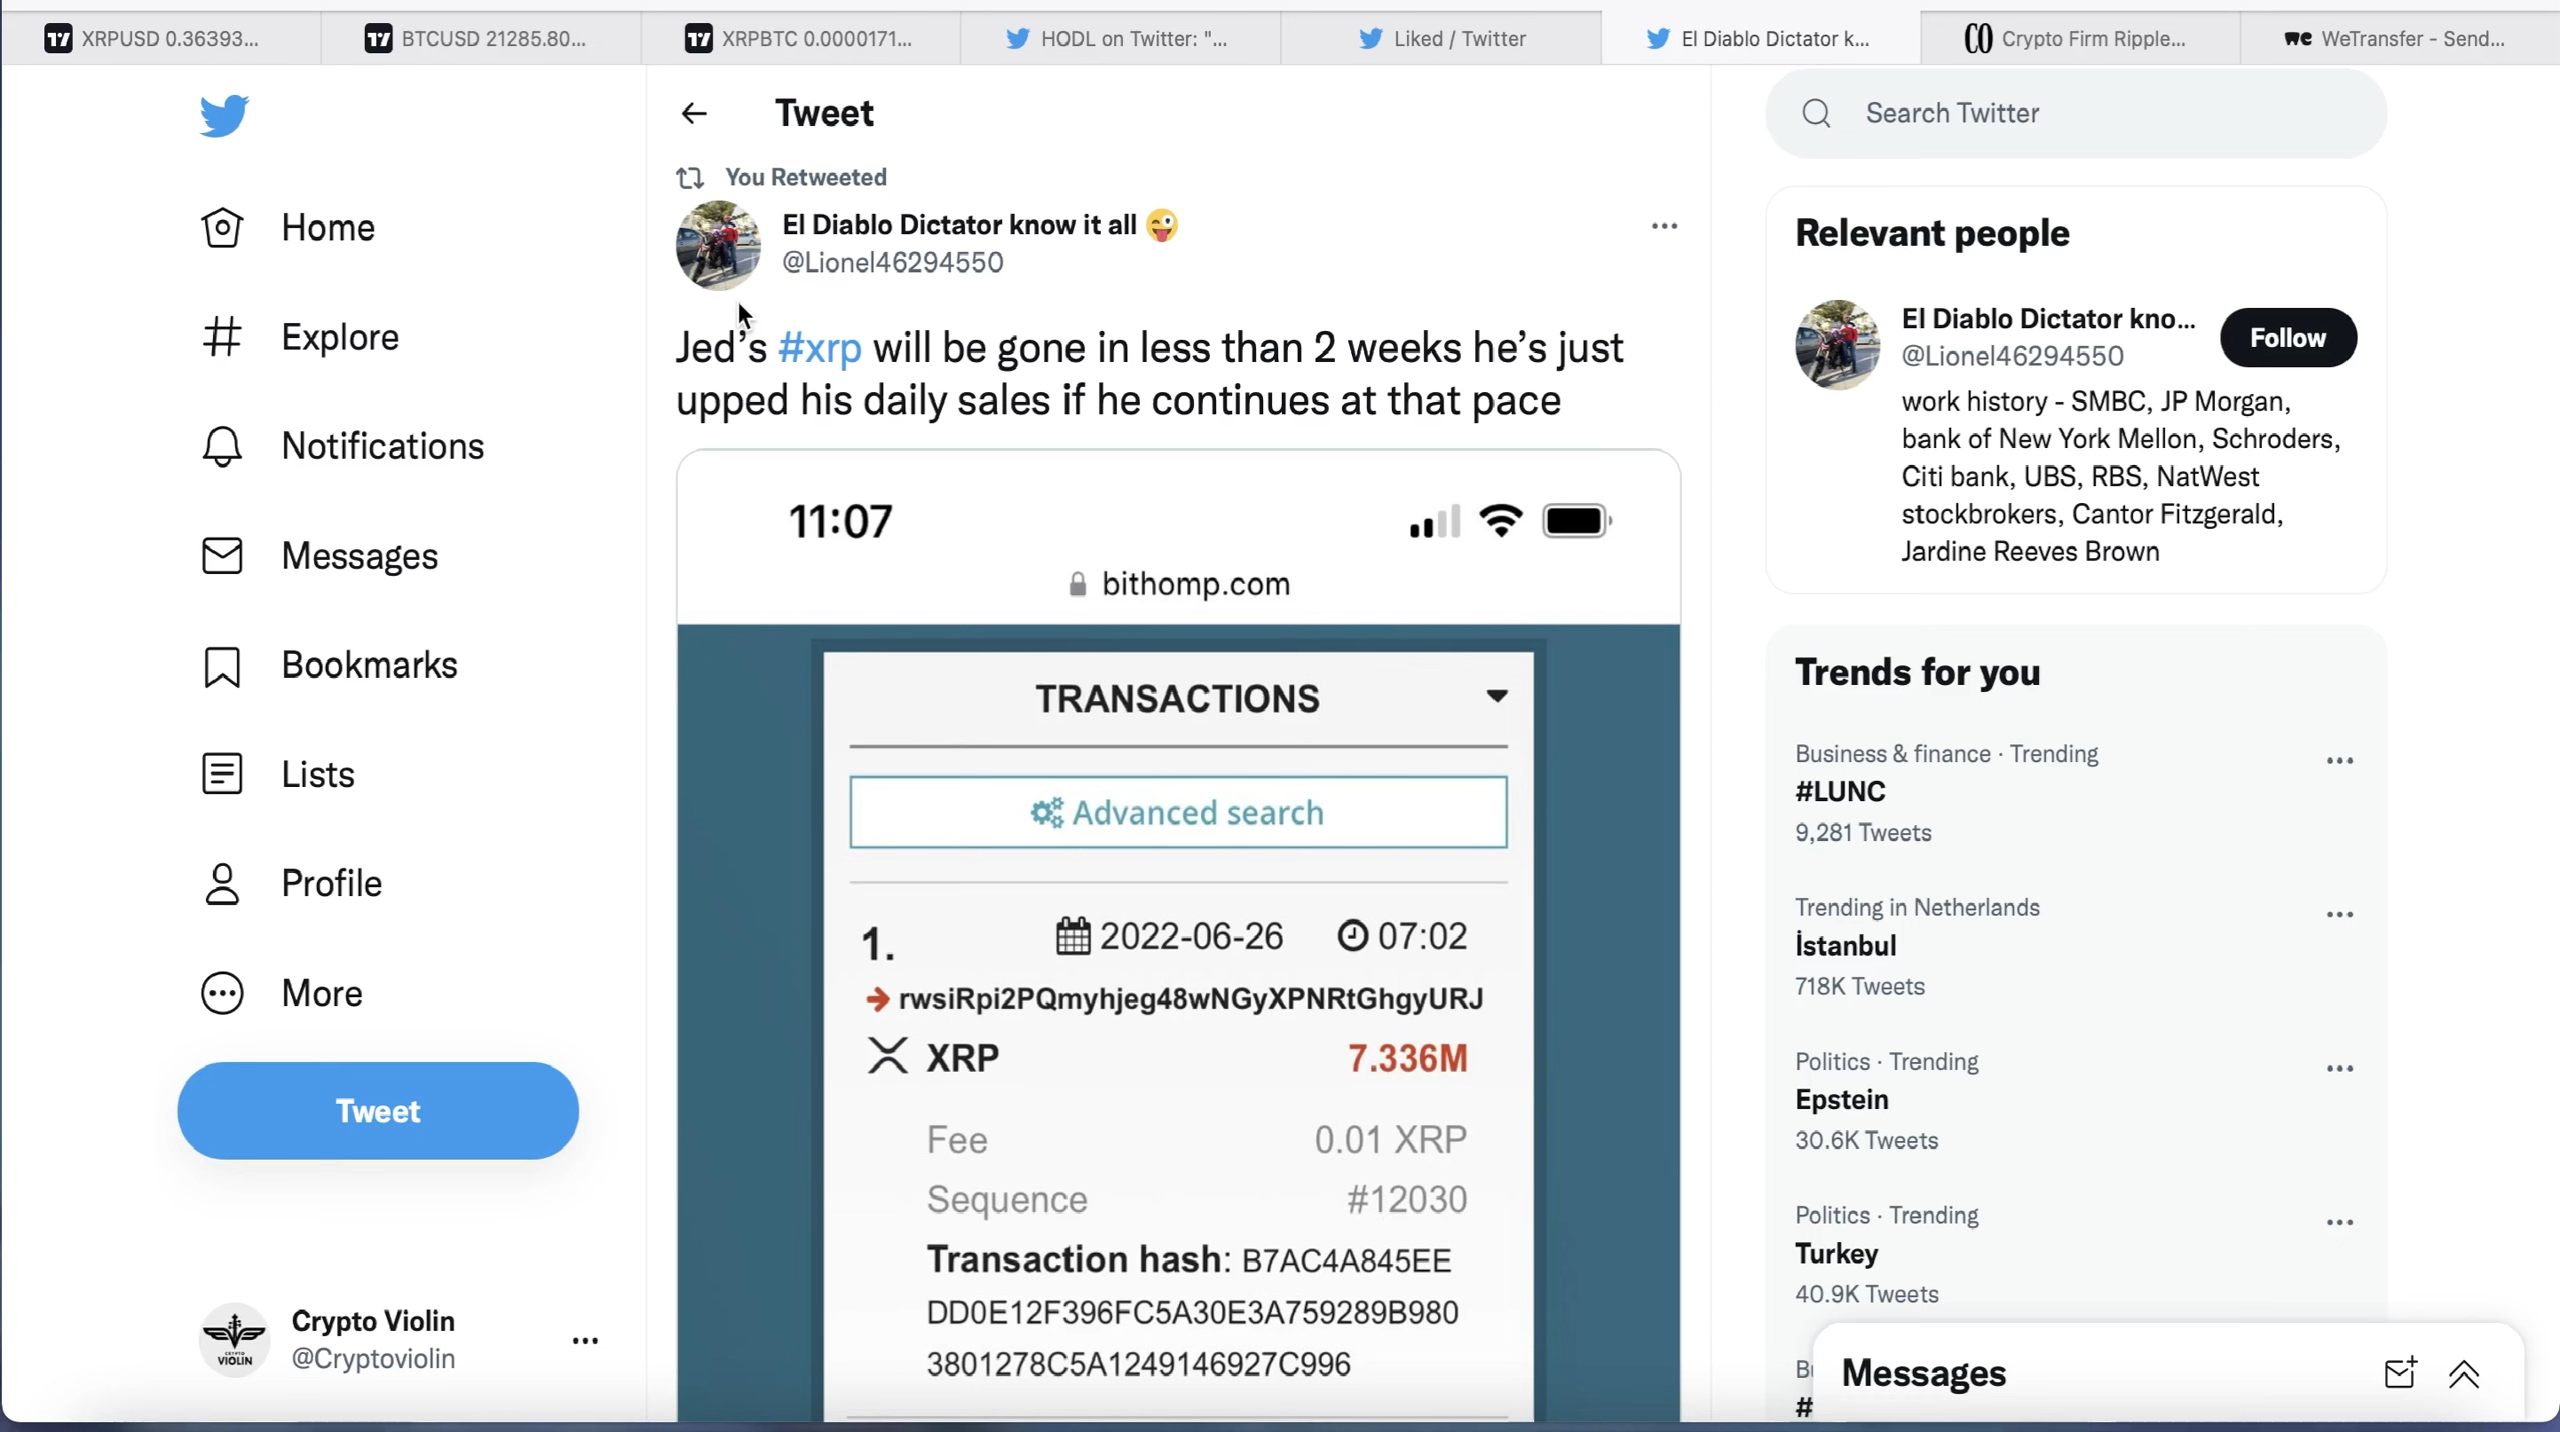 XRPUSD 0.36393...
BTCUSD 21285.80...
XRPBTC 0.0000171...
HODL on Twitter: "...
Liked / Twitter
El Diablo Dictator k...
CO Crypto Firm Ripple...
we WeTransfer - Send...
Home
Explore
Notifications
Messages
Bookmarks
Lists
Profile
More
Tweet
Crypto Violin
@Cryptoviolin
CRYPTO
VIOLIN
Tweet
You Retweeted
El Diablo Dictator know it all 😜
@Lionel46294550
Jed's #xrp will be gone in less than 2 weeks he's just
upped his daily sales if he continues at that pace
11:07
bithomp.com
TRANSACTIONS
Advanced search
1. 2022-06-26 07:02
rwsiRpi2PQmyhjeg48wNGyXPNRtGhgyURJ
XRP 7.336M
Fee 0.01 XRP
Sequence #12030
Transaction hash: B7AC4A845EE
DD0E12F396FC5A30E3A759289B980
3801278C5A1249146927C996
Search Twitter
Relevant people
El Diablo Dictator kno...
@Lionel46294550
Follow
work history - SMBC, JP Morgan,
bank of New York Mellon, Schroders,
Citi bank, UBS, RBS, NatWest
stockbrokers, Cantor Fitzgerald,
Jardine Reeves Brown
Trends for you
Business & finance · Trending
#LUNC
9,281 Tweets
Trending in Netherlands
İstanbul
718K Tweets
Politics · Trending
Epstein
30.6K Tweets
Politics · Trending
Turkey
40.9K Tweets
#
Messages